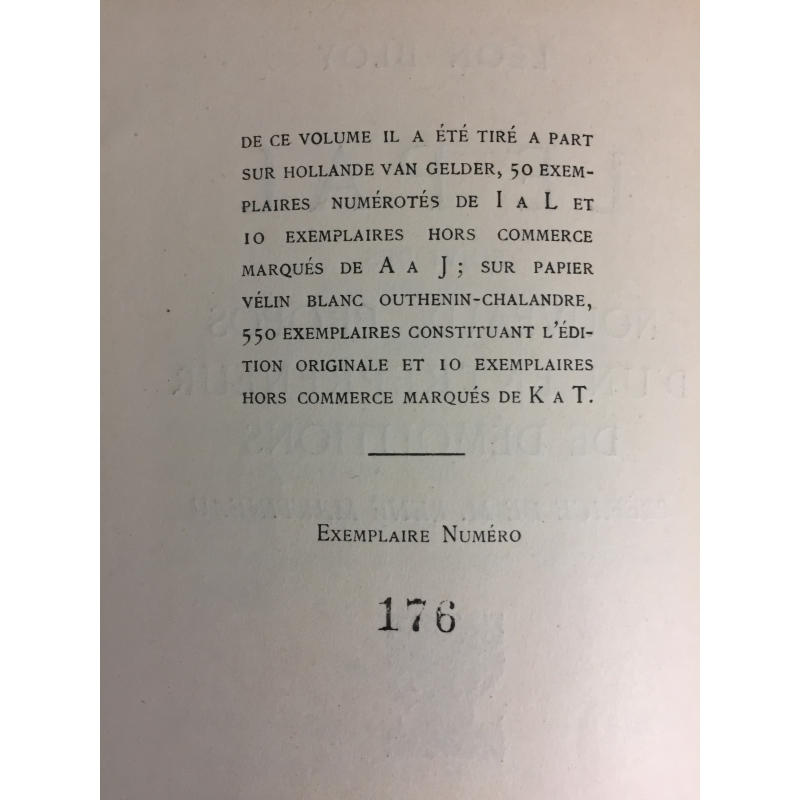 DE CE VOLUME IL A ÉTÉ TIRÉ A PART
SUR HOLLANDE VAN GELDER, 50 EXEM-
PLAIRES NUMÉROTÉS DE I A L ET
10 EXEMPLAIRES HORS COMMERCE
MARQUÉS DE A A J; SUR PAPIER
VÉLIN BLANC OUTHENIN-CHALANDRE,
550 EXEMPLAIRES CONSTITUANT L'ÉDI-
TION ORIGINALE ET 10 EXEMPLAIRES
HORS COMMERCE MARQUÉS DE K A T.
EXEMPLAIRE NUMÉRO
176